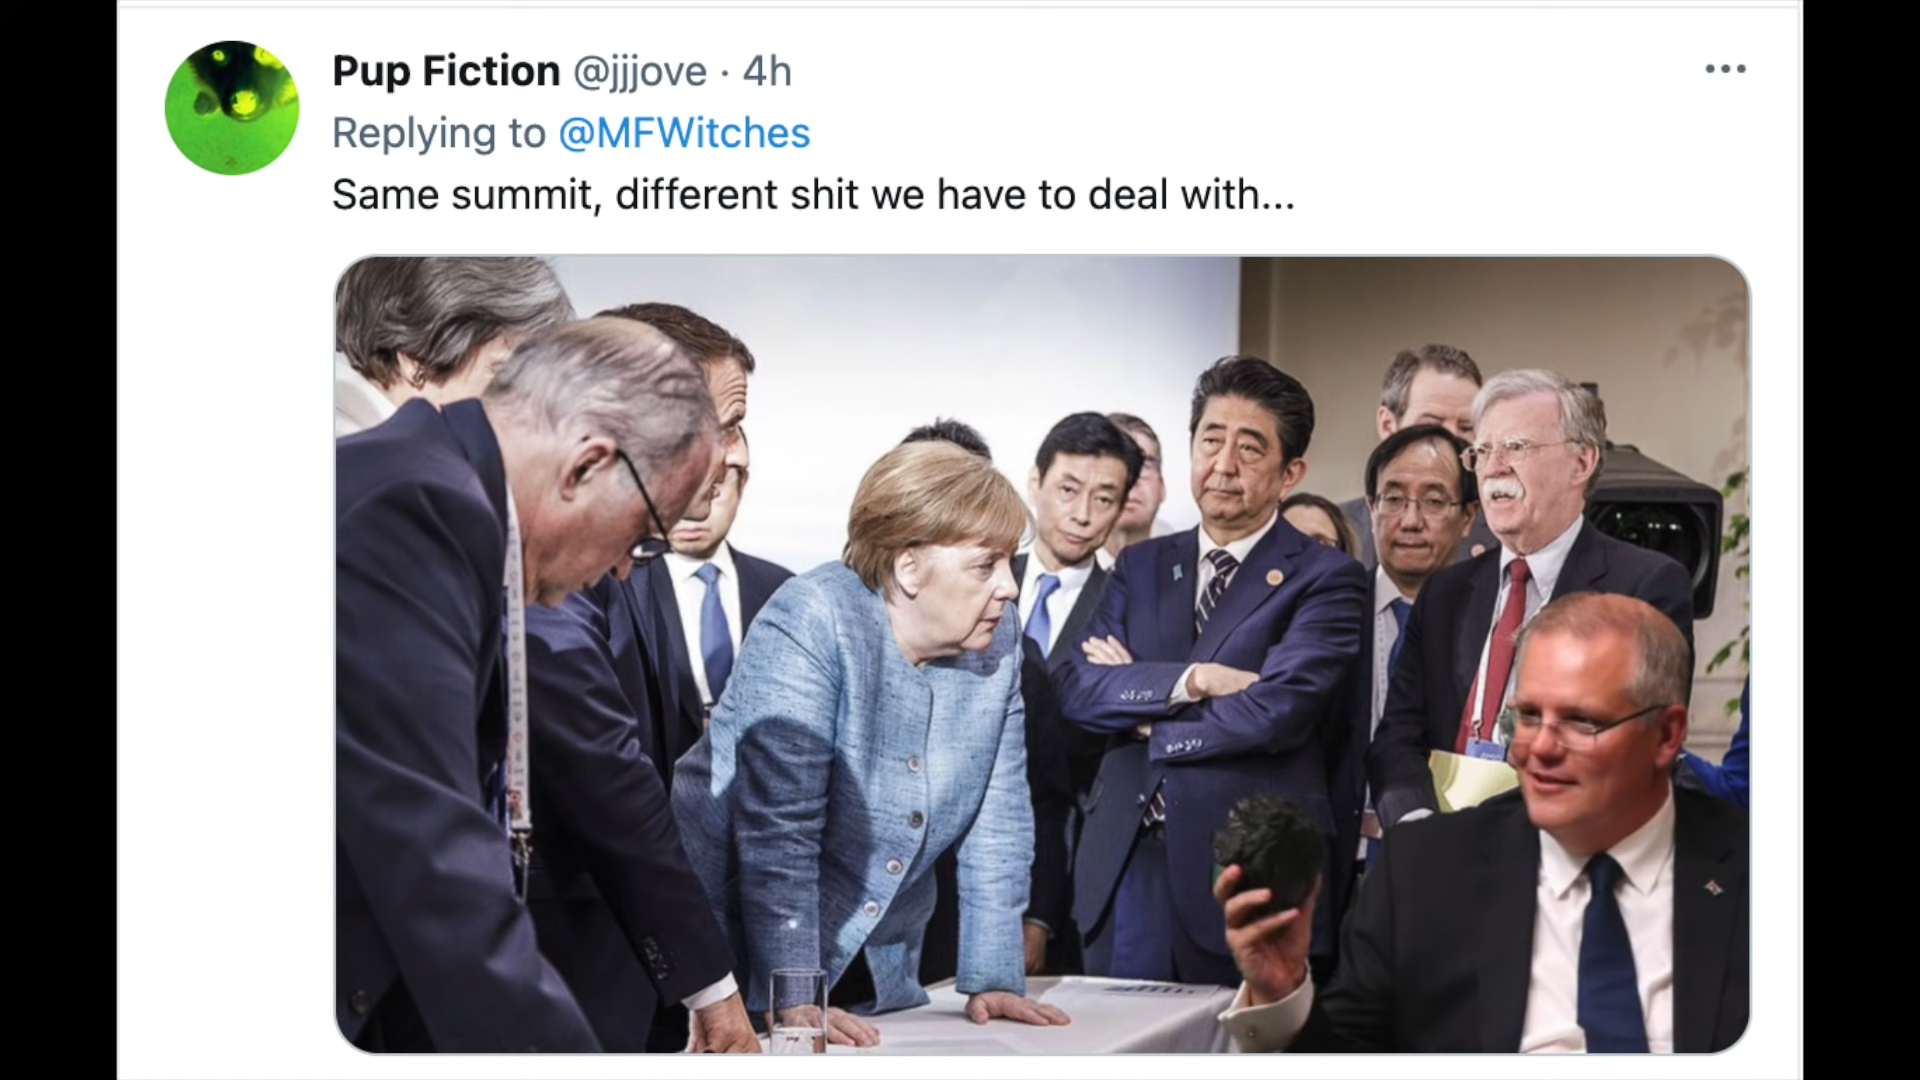 Pup Fiction @jjjove · 4h
Replying to @MFWitches
Same summit, different shit we have to deal with...